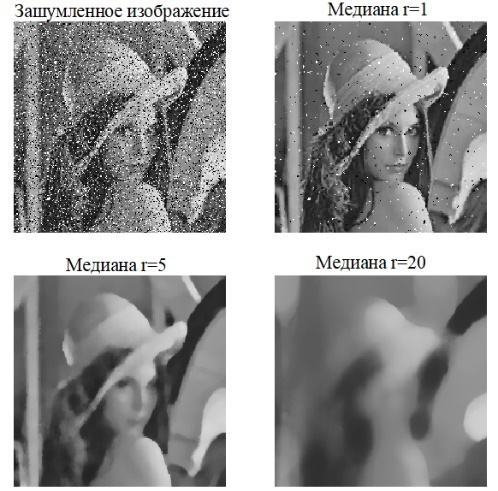 Зашумленное изображение
Медиана r=1
Медиана r=5
Медиана r=20